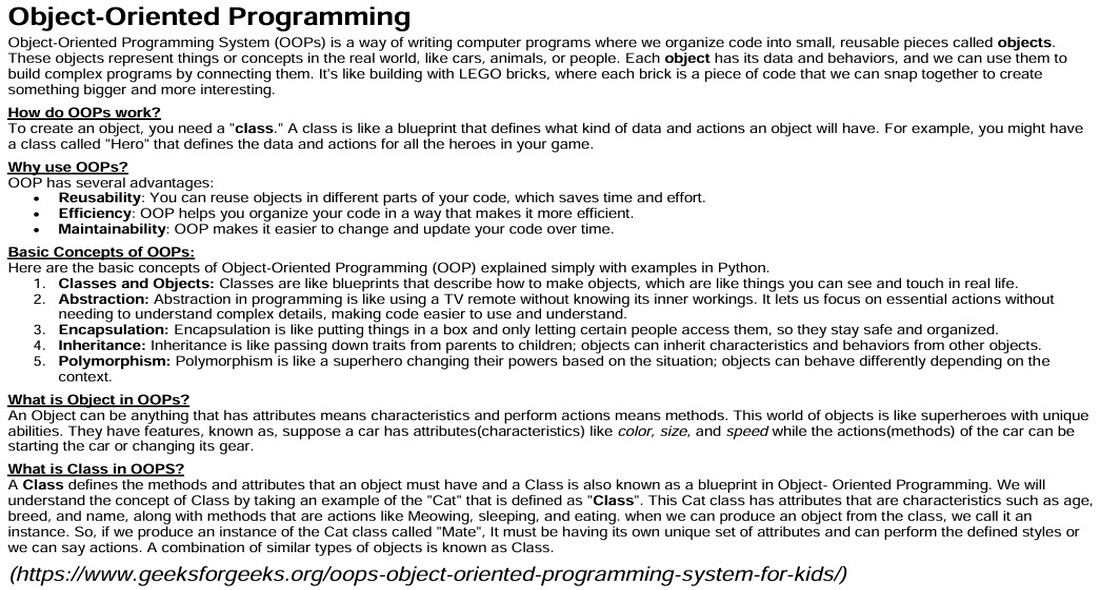 Object-Oriented Programming
Object-Oriented Programming System (OOPs) is a way of writing computer programs where we organize code into small, reusable pieces called objects.
These objects represent things or concepts in the real world, like cars, animals, or people. Each object has its data and behaviors, and we can use them to
build complex programs by connecting them. It's like building with LEGO bricks, where each brick is a piece of code that we can snap together to create
something bigger and more interesting.
How do OOPs work?
To create an object, you need a "class." A class is like a blueprint that defines what kind of data and actions an object will have. For example, you might have
a class called "Hero" that defines the data and actions for all the heroes in your game.
Why use OOPs?
OOP has several advantages:
• Reusability: You can reuse objects in different parts of your code, which saves time and effort.
• Efficiency: OOP helps you organize your code in a way that makes it more efficient.
• Maintainability: OOP makes it easier to change and update your code over time.
Basic Concepts of OOPs:
Here are the basic concepts of Object-Oriented Programming (OOP) explained simply with examples in Python.
1. Classes and Objects: Classes are like blueprints that describe how to make objects, which are like things you can see and touch in real life.
2. Abstraction: Abstraction in programming is like using a TV remote without knowing its inner workings. It lets us focus on essential actions without
needing to understand complex details, making code easier to use and understand.
3. Encapsulation: Encapsulation is like putting things in a box and only letting certain people access them, so they stay safe and organized.
4. Inheritance: Inheritance is like passing down traits from parents to children; objects can inherit characteristics and behaviors from other objects.
5. Polymorphism: Polymorphism is like a superhero changing their powers based on the situation; objects can behave differently depending on the
context.
What is Object in OOPs?
An Object can be anything that has attributes means characteristics and perform actions means methods. This world of objects is like superheroes with unique
abilities. They have features, known as, suppose a car has attributes(characteristics) like color, size, and speed while the actions(methods) of the car can be
starting the car or changing its gear.
What is Class in OOPS?
A Class defines the methods and attributes that an object must have and a Class is also known as a blueprint in Object- Oriented Programming. We will
understand the concept of Class by taking an example of the "Cat" that is defined as "Class". This Cat class has attributes that are characteristics such as age,
breed, and name, along with methods that are actions like Meowing, sleeping, and eating. when we can produce an object from the class, we call it an
instance. So, if we produce an instance of the Cat class called "Mate", It must be having its own unique set of attributes and can perform the defined styles or
we can say actions. A combination of similar types of objects is known as Class.
(https://www.geeksforgeeks.org/oops-object-oriented-programming-system-for-kids/)